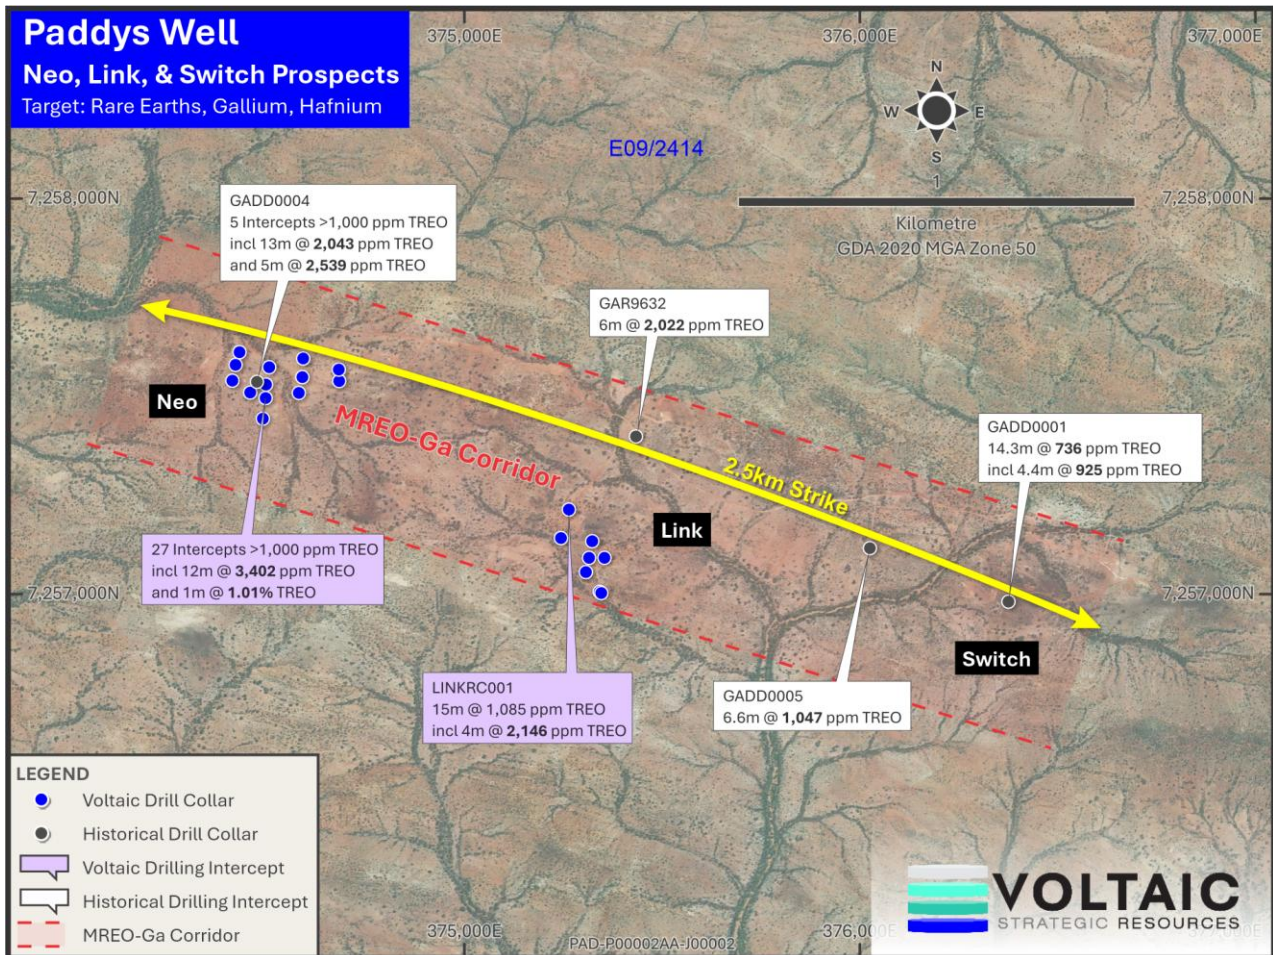 Paddys Well
Neo, Link, & Switch Prospects
Target: Rare Earths, Gallium, Hafnium
375,000E
376,000E
377,000E
N
W
E
S
E09/2414
7,258,000N
7,258,000N
1
Kilometre
GDA 2020 MGA Zone 50
GADD0004
5 Intercepts >1,000 ppm TREO
incl 13m @ 2,043 ppm TREO
and 5m @ 2,539 ppm TREO
GAR9632
6m @ 2,022 ppm TREO
Neo
MREO-Ga Corridor
2.5km Strike
GADD0001
14.3m @ 736 ppm TREO
incl 4.4m @ 925 ppm TREO
Link
27 Intercepts >1,000 ppm TREO
incl 12m @ 3,402 ppm TREO
and 1m @ 1.01% TREO
7,257,000N
7,257,000N
Switch
LINKRC001
15m @ 1,085 ppm TREO
incl 4m @ 2,146 ppm TREO
GADD0005
6.6m @ 1,047 ppm TREO
LEGEND
Voltaic Drill Collar
Historical Drill Collar
Voltaic Drilling Intercept
Historical Drilling Intercept
MREO-Ga Corridor
VOLTAIC
STRATEGIC RESOURCES
375,000E
376,000E
377,000E
PAD-P00002AA-J00002